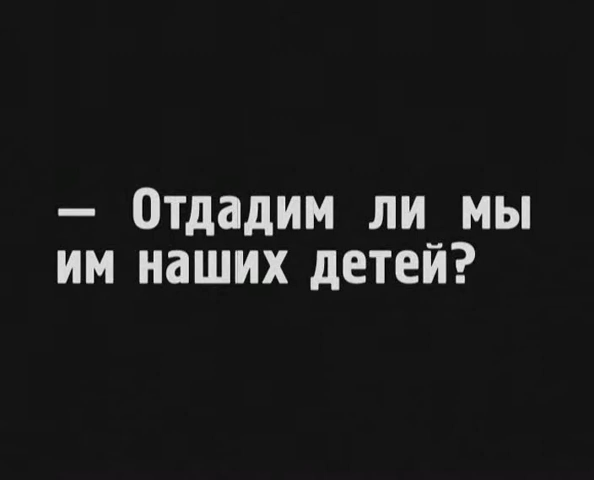 — Отдадим ли мы
им наших детей?